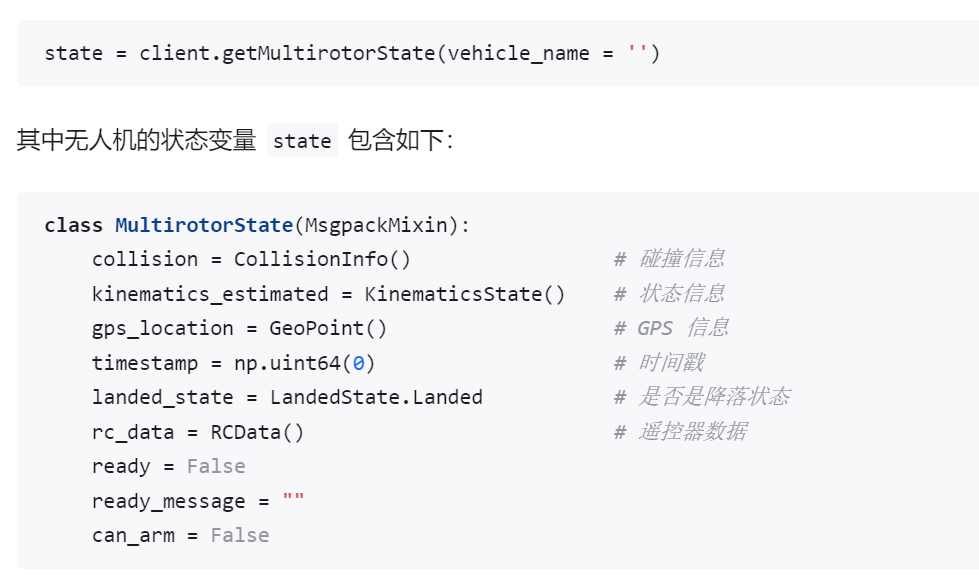 state = client.getMultirotorState(vehicle_name = '')
其中无人机的状态变量 state 包含如下：
class MultirotorState(MsgpackMixin):
    collision = CollisionInfo()                 # 碰撞信息
    kinematics_estimated = KinematicsState()    # 状态信息
    gps_location = GeoPoint()                   # GPS 信息
    timestamp = np.uint64(0)                    # 时间戳
    landed_state = LandedState.Landed           # 是否是降落状态
    rc_data = RCData()                          # 遥控器数据
    ready = False
    ready_message = ""
    can_arm = False